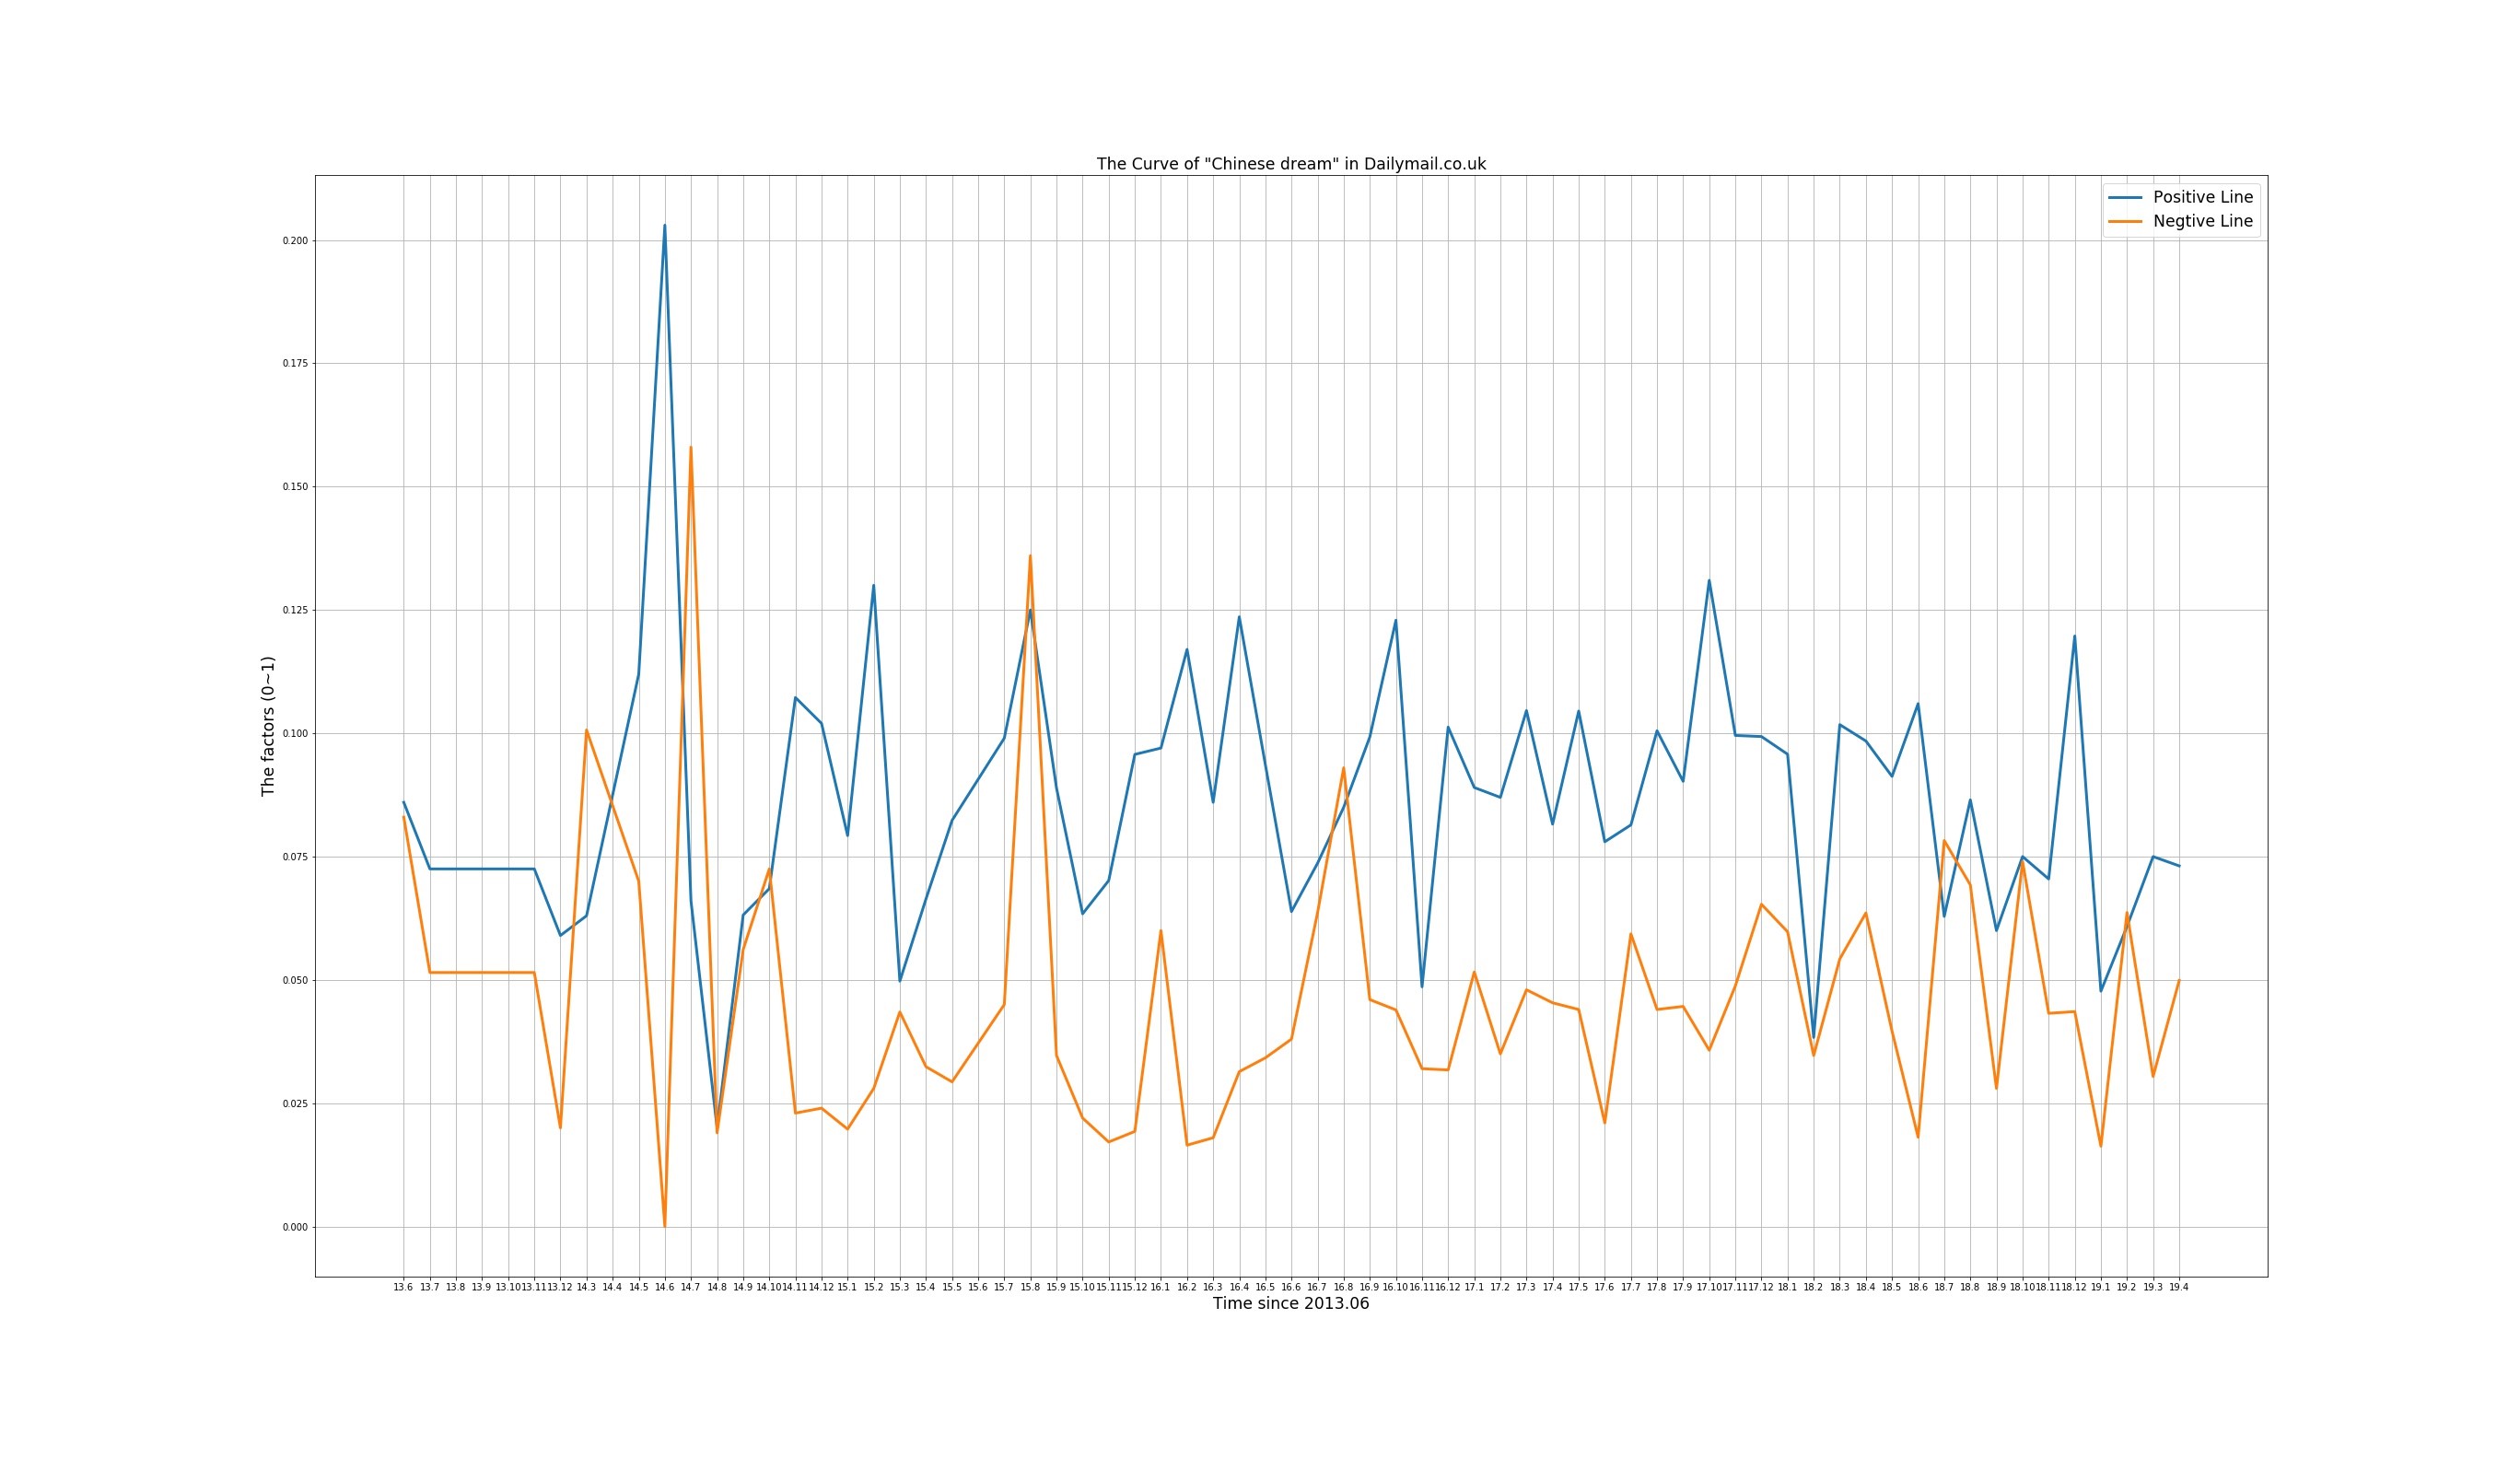 The Curve of "Chinese dream" in Dailymail.co.uk
Positive Line
Negtive Line
0.200
0.175
0.150
0.125
0.100
0.075
0.050
0.025
0.000
The factors (0~1)
13.6 13.7 13.8 13.9 13.10 13.11 13.12 14.3 14.4 14.5 14.6 14.7 14.8 14.9 14.10 14.11 14.12 15.1 15.2 15.3 15.4 15.5 15.6 15.7 15.8 15.9 15.10 15.11 15.12 16.1 16.2 16.3 16.4 16.5 16.6 16.7 16.8 16.9 16.10 16.11 16.12 17.1 17.2 17.3 17.4 17.5 17.6 17.7 17.8 17.9 17.10 17.11 17.12 18.1 18.2 18.3 18.4 18.5 18.6 18.7 18.8 18.9 18.10 18.11 18.12 19.1 19.2 19.3 19.4
Time since 2013.06